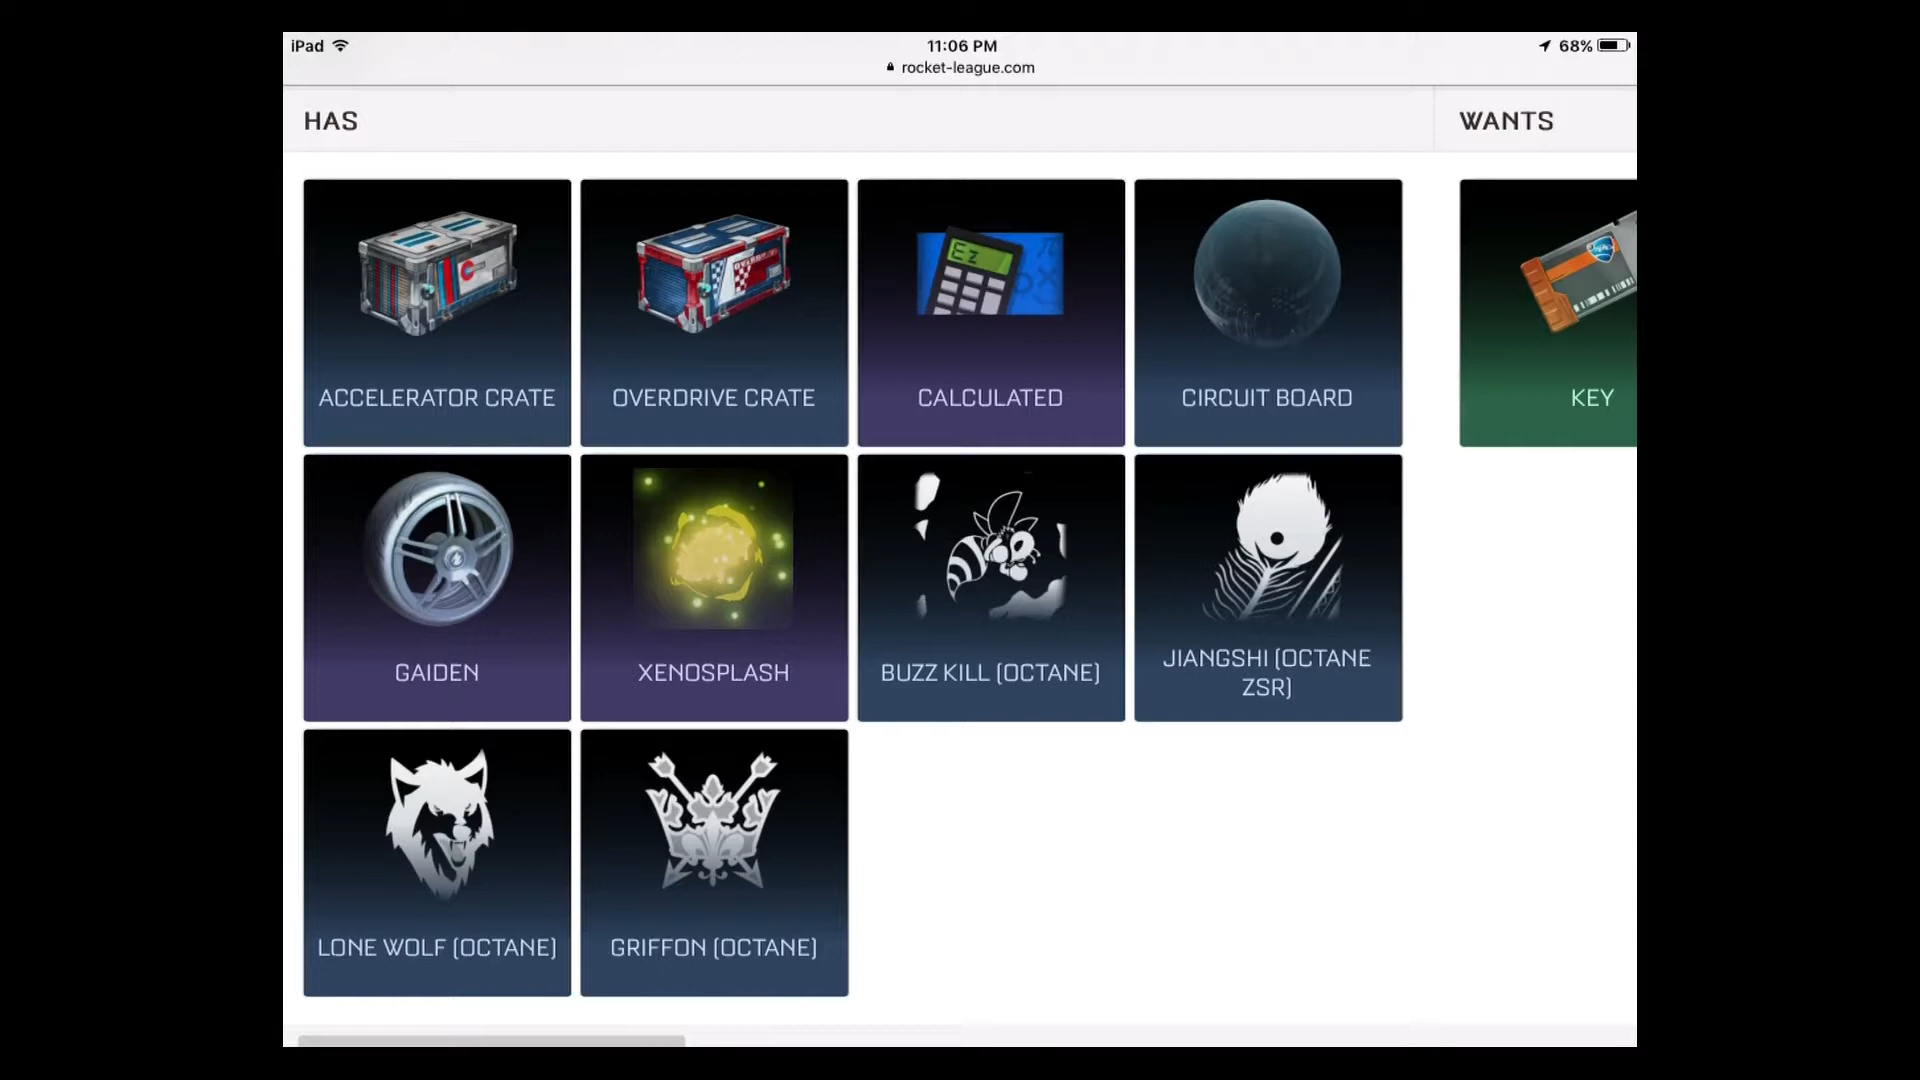 iPad
11:06 PM
68%
rocket-league.com
HAS
WANTS
Ez
ACCELERATOR CRATE
OVERDRIVE CRATE
CALCULATED
CIRCUIT BOARD
KEY
GAIDEN
XENOSPLASH
BUZZ KILL (OCTANE)
JIANGSHI (OCTANE
ZSR)
LONE WOLF (OCTANE)
GRIFFON (OCTANE)